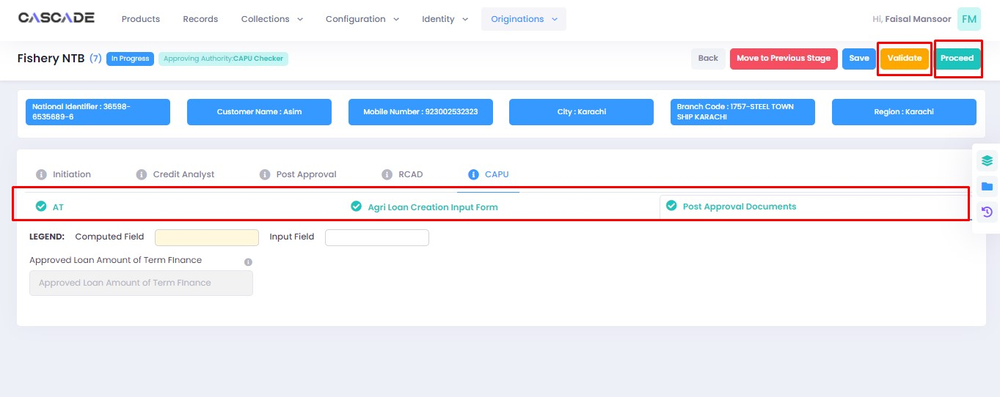 CASCADE Products Records Collections Configuration Identity Originations Hi, Faisal Mansoor FM
Fishery NTB (7) In Progress Approving Authority:CAPU Checker Back Move to Previous Stage Save Validate Proceed
National Identifier : 36598-
6535689-6
Customer Name : Asim
Mobile Number : 923002532323
City : Karachi
Branch Code : 1757-STEEL TOWN
SHIP KARACHI
Region : Karachi
Initiation Credit Analyst Post Approval RCAD CAPU
AT Agri Loan Creation Input Form Post Approval Documents
LEGEND: Computed Field Input Field
Approved Loan Amount of Term FInance
Approved Loan Amount of Term FInance